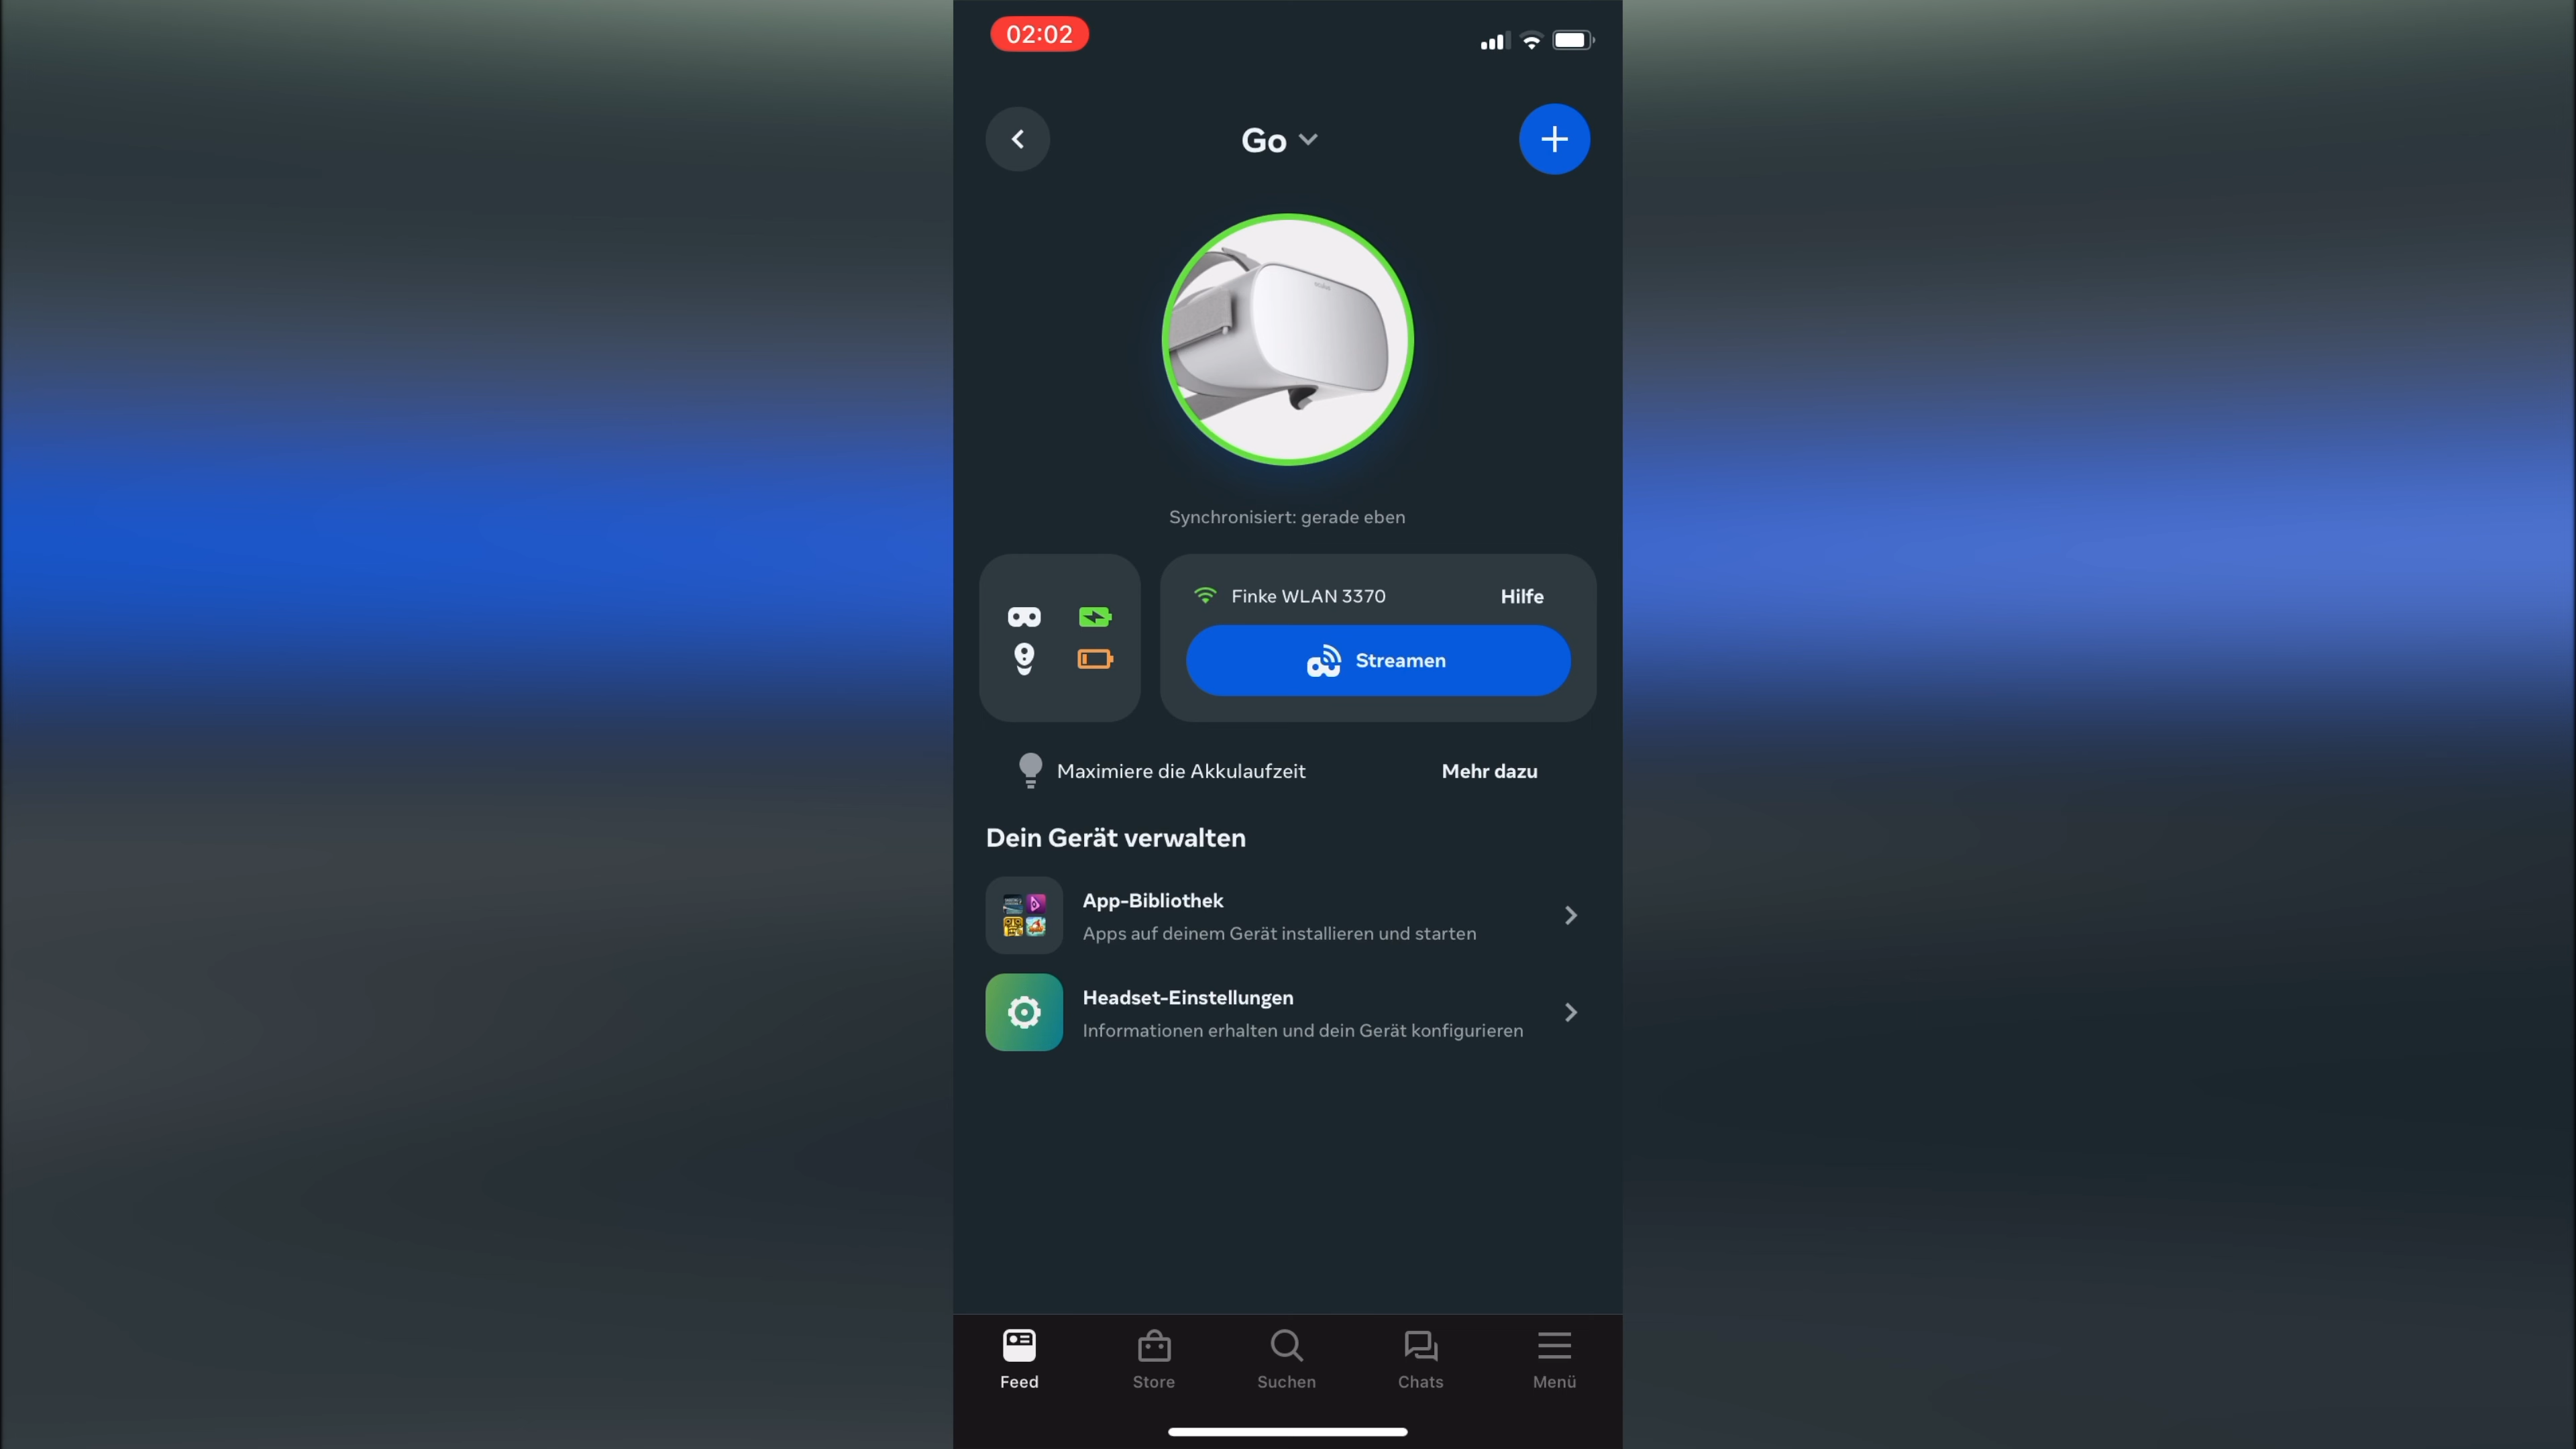 02:02
Go
oculus
Synchronisiert: gerade eben
Finke WLAN 3370
Hilfe
Streamen
Maximiere die Akkulaufzeit
Mehr dazu
Dein Gerät verwalten
App-Bibliothek
Apps auf deinem Gerät installieren und starten
Headset-Einstellungen
Informationen erhalten und dein Gerät konfigurieren
Feed
Store
Suchen
Chats
Menü